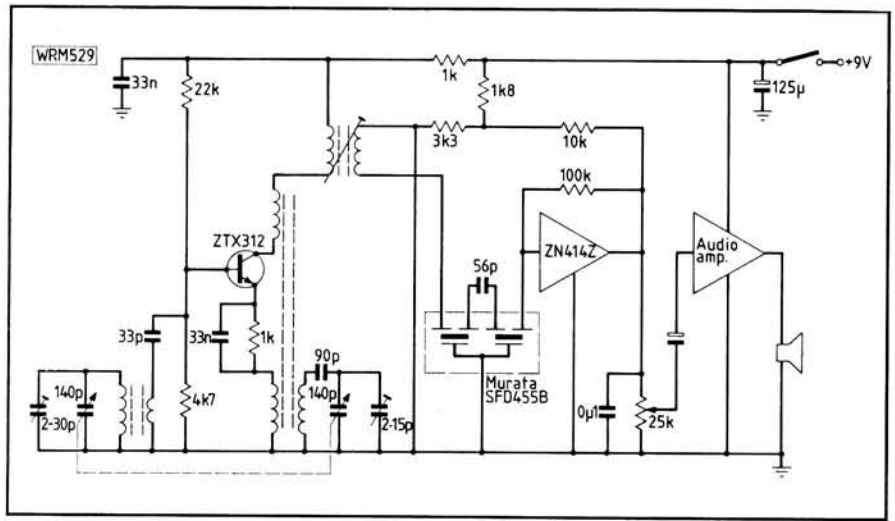 WRM529
33n
22k
1k
1k8
125µ
+9V
3k3
10k
100k
ZTX312
ZN414Z
Audio
amp.
56p
33p
33n
1k
90p
140p
2-30p
4k7
140p
2-15p
Murata
SFD455B
0µ1
25k